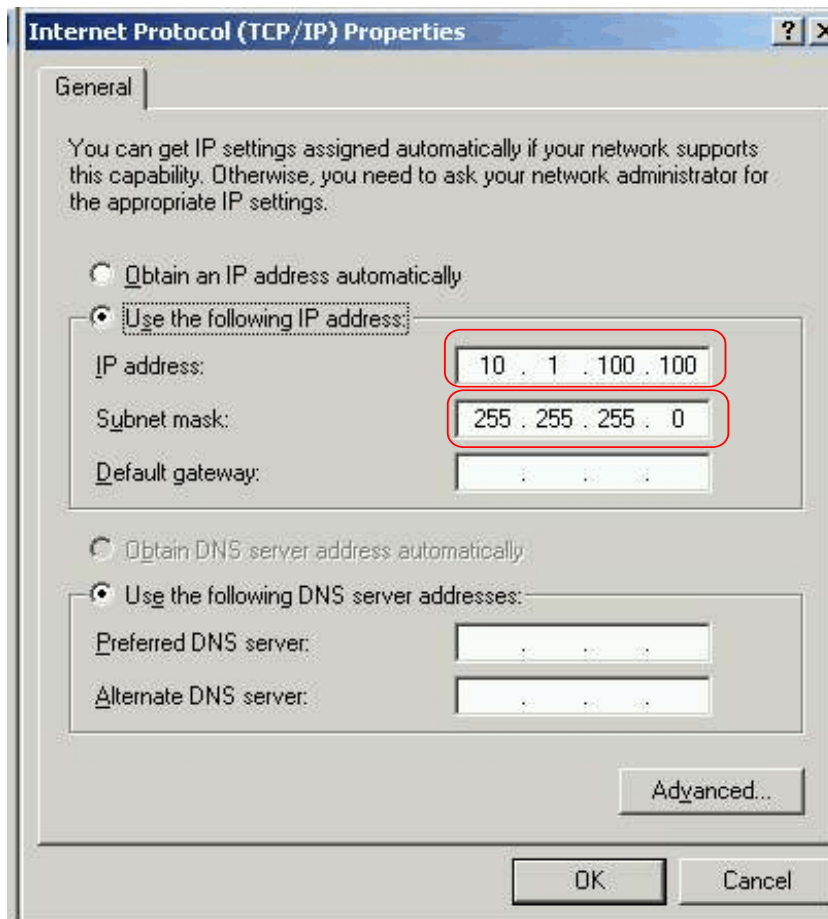 Internet Protocol (TCP/IP) Properties
General
You can get IP settings assigned automatically if your network supports
this capability. Otherwise, you need to ask your network administrator for
the appropriate IP settings.
Obtain an IP address automatically
Use the following IP address:
IP address: 10 . 1 . 100 . 100
Subnet mask: 255 . 255 . 255 . 0
Default gateway: . . .
Obtain DNS server address automatically
Use the following DNS server addresses:
Preferred DNS server: . . .
Alternate DNS server: . . .
Advanced...
OK Cancel